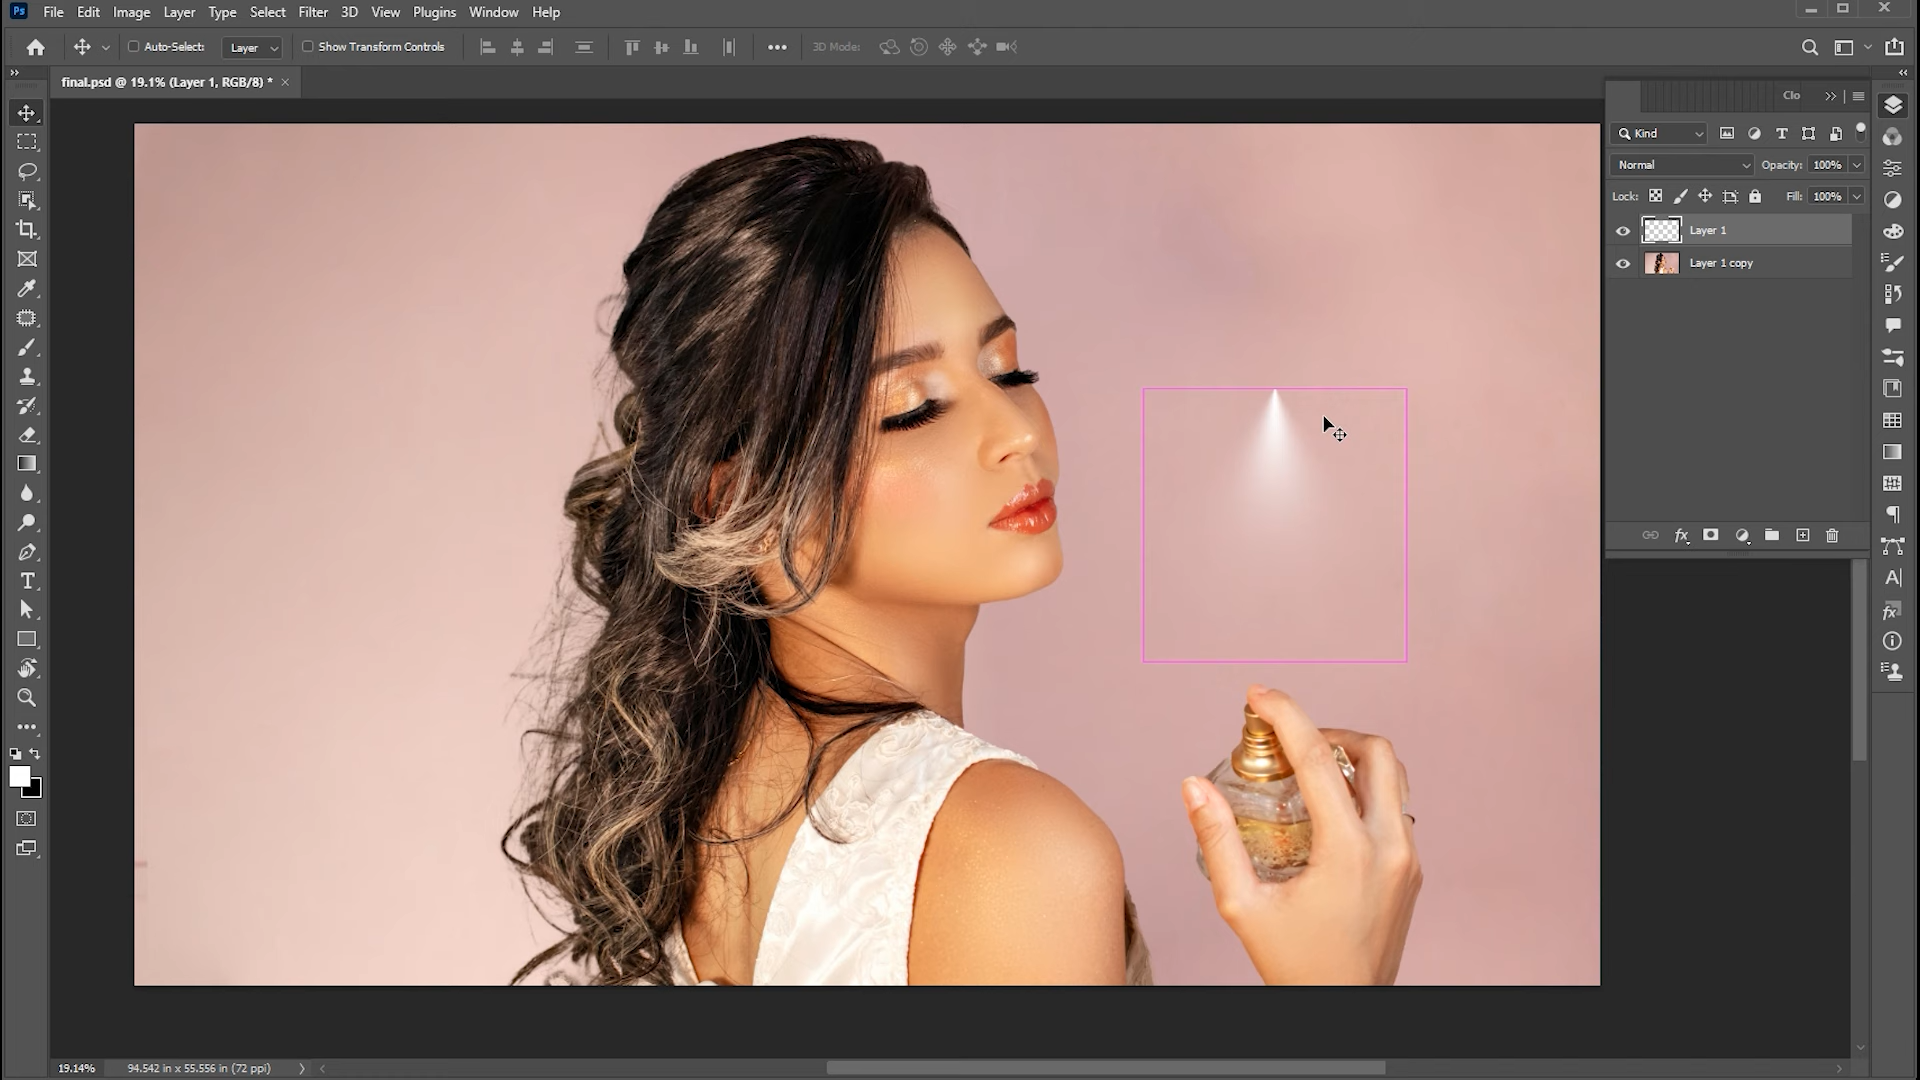 Ps File Edit Image Layer Type Select Filter 3D View Plugins Window Help
Auto-Select: Layer Show Transform Controls 3D Mode:
final.psd @ 19.1% (Layer 1, RGB/8) *
Clo
Kind
Normal Opacity: 100%
Lock: Fill: 100%
Layer 1
Layer 1 copy
19.14% 94.542 in x 55.556 in (72 ppi)